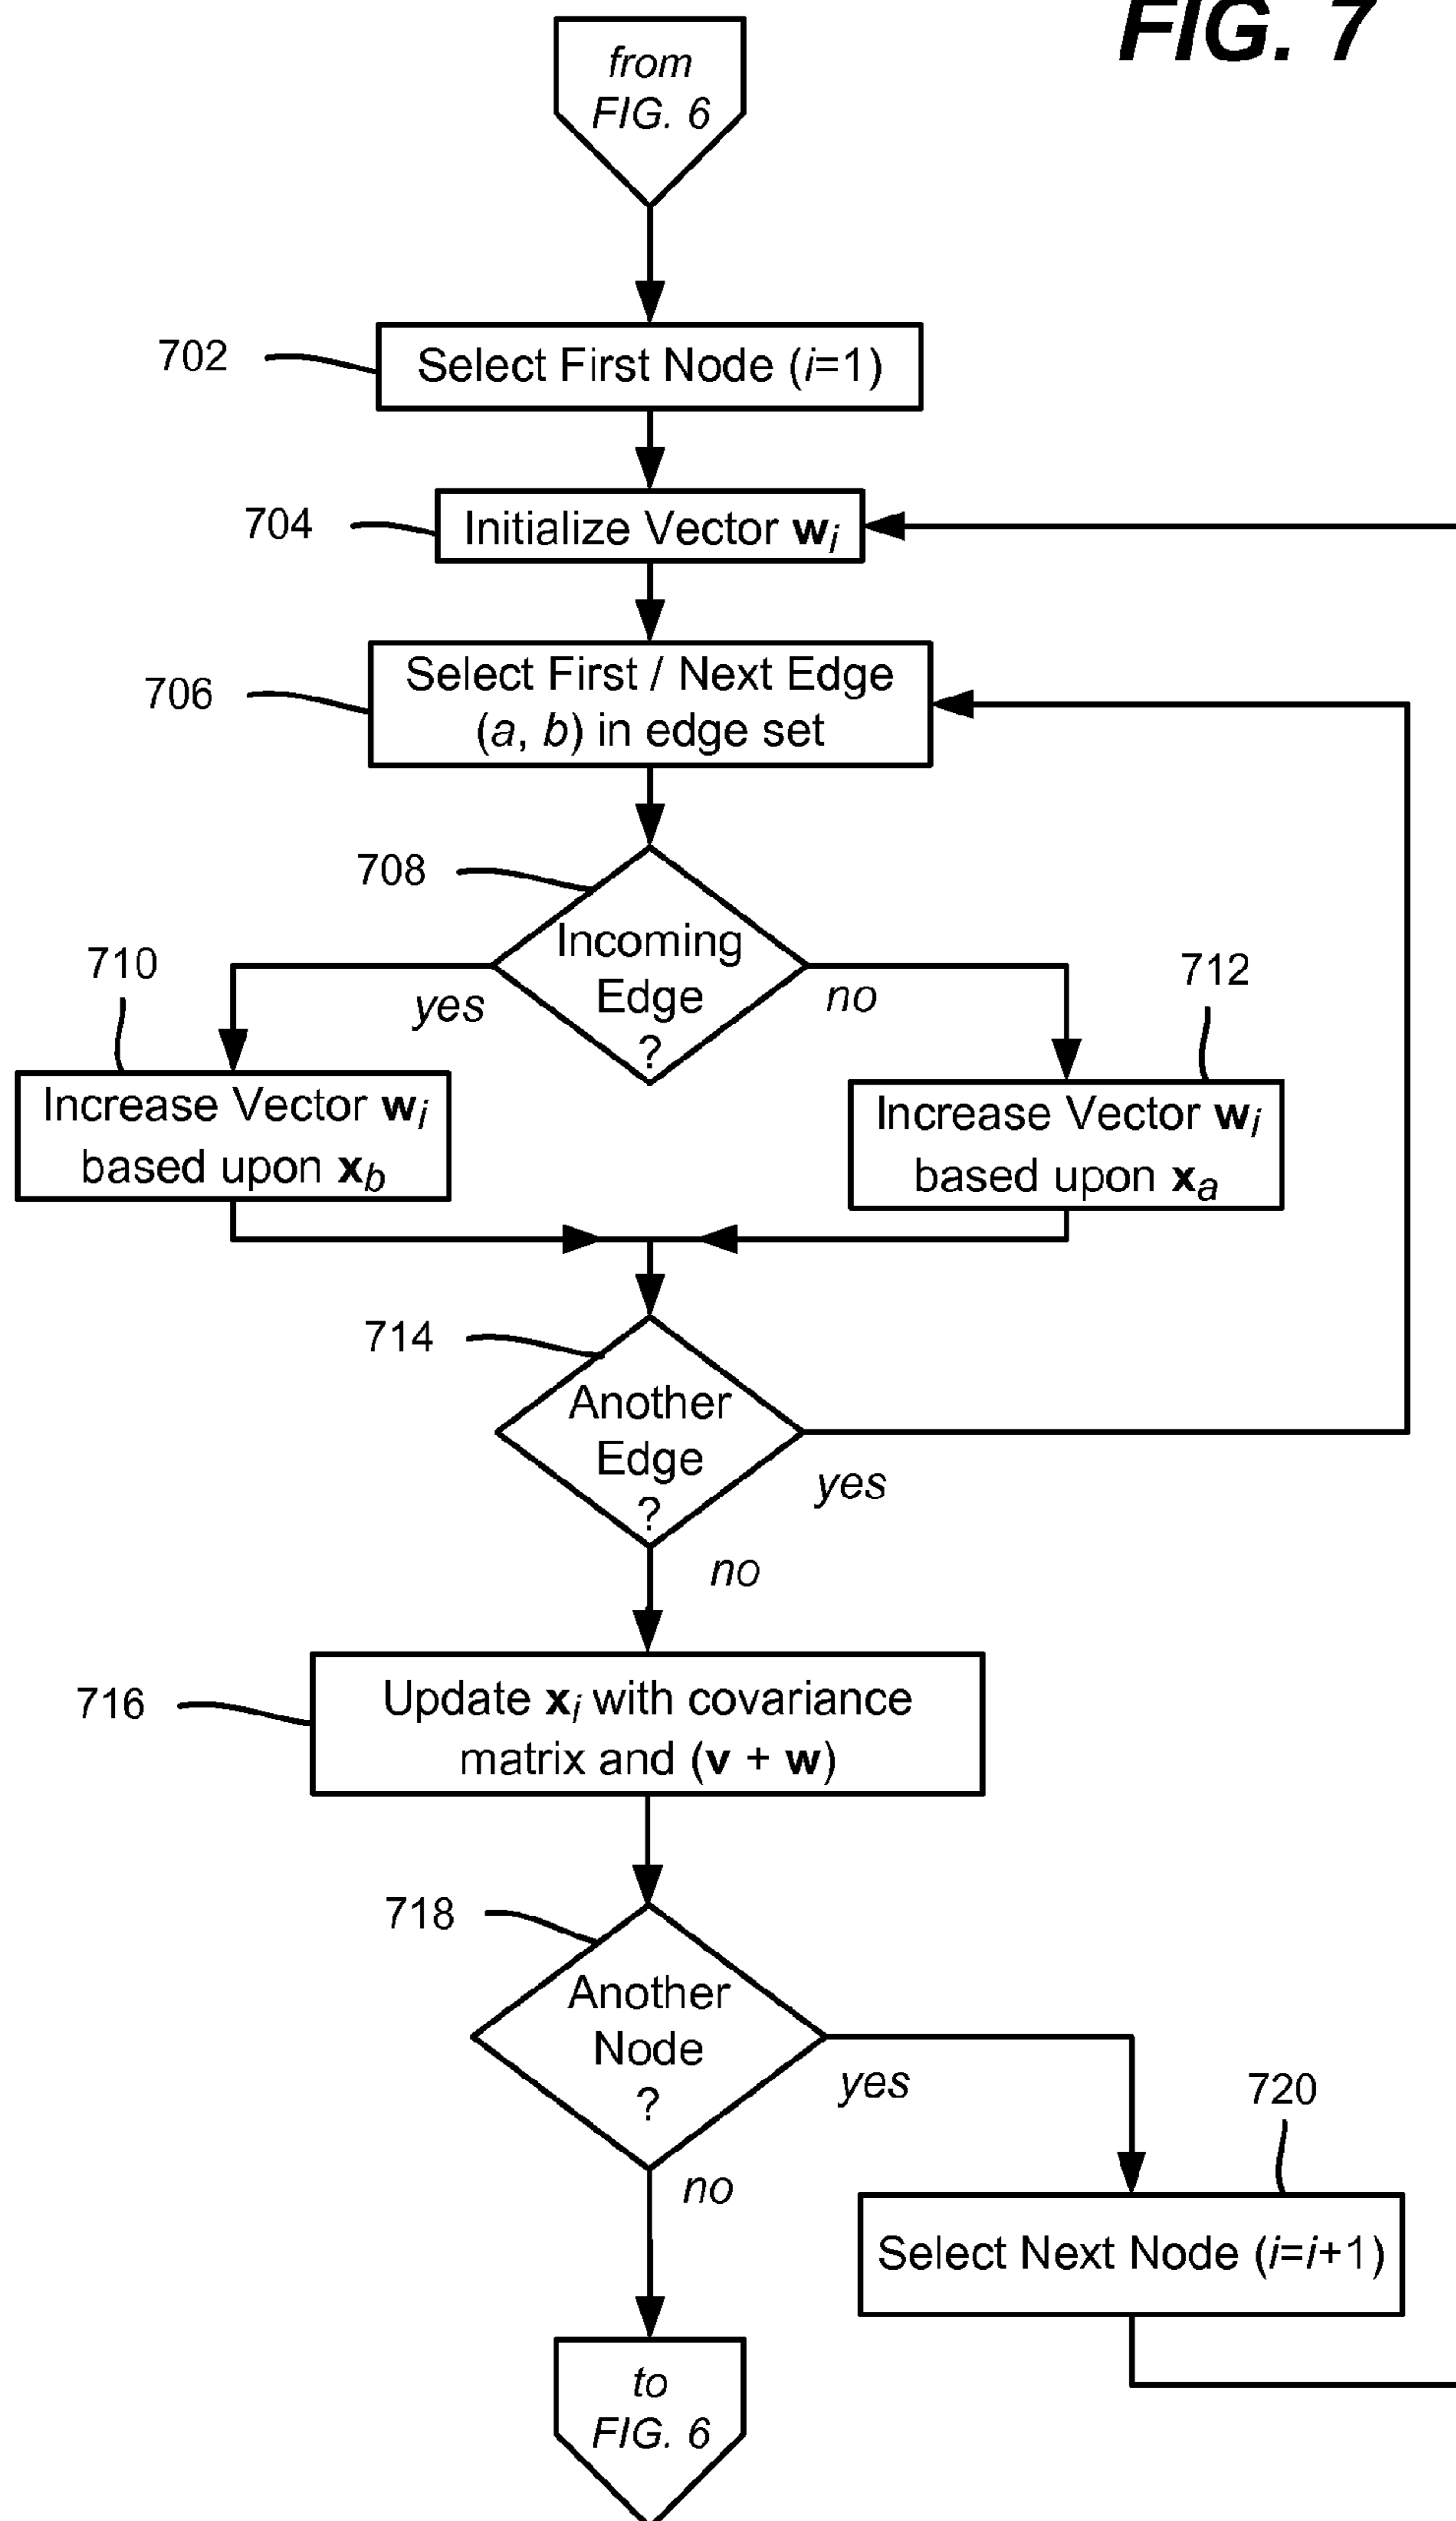 FIG. 7
from
FIG. 6
702
Select First Node (i=1)
704
Initialize Vector wi
706
Select First / Next Edge
(a, b) in edge set
708
Incoming
Edge
?
yes
no
710
Increase Vector wi
based upon xb
712
Increase Vector wi
based upon xa
714
Another
Edge
?
yes
no
716
Update xi with covariance
matrix and (v + w)
718
Another
Node
?
yes
no
720
Select Next Node (i=i+1)
to
FIG. 6